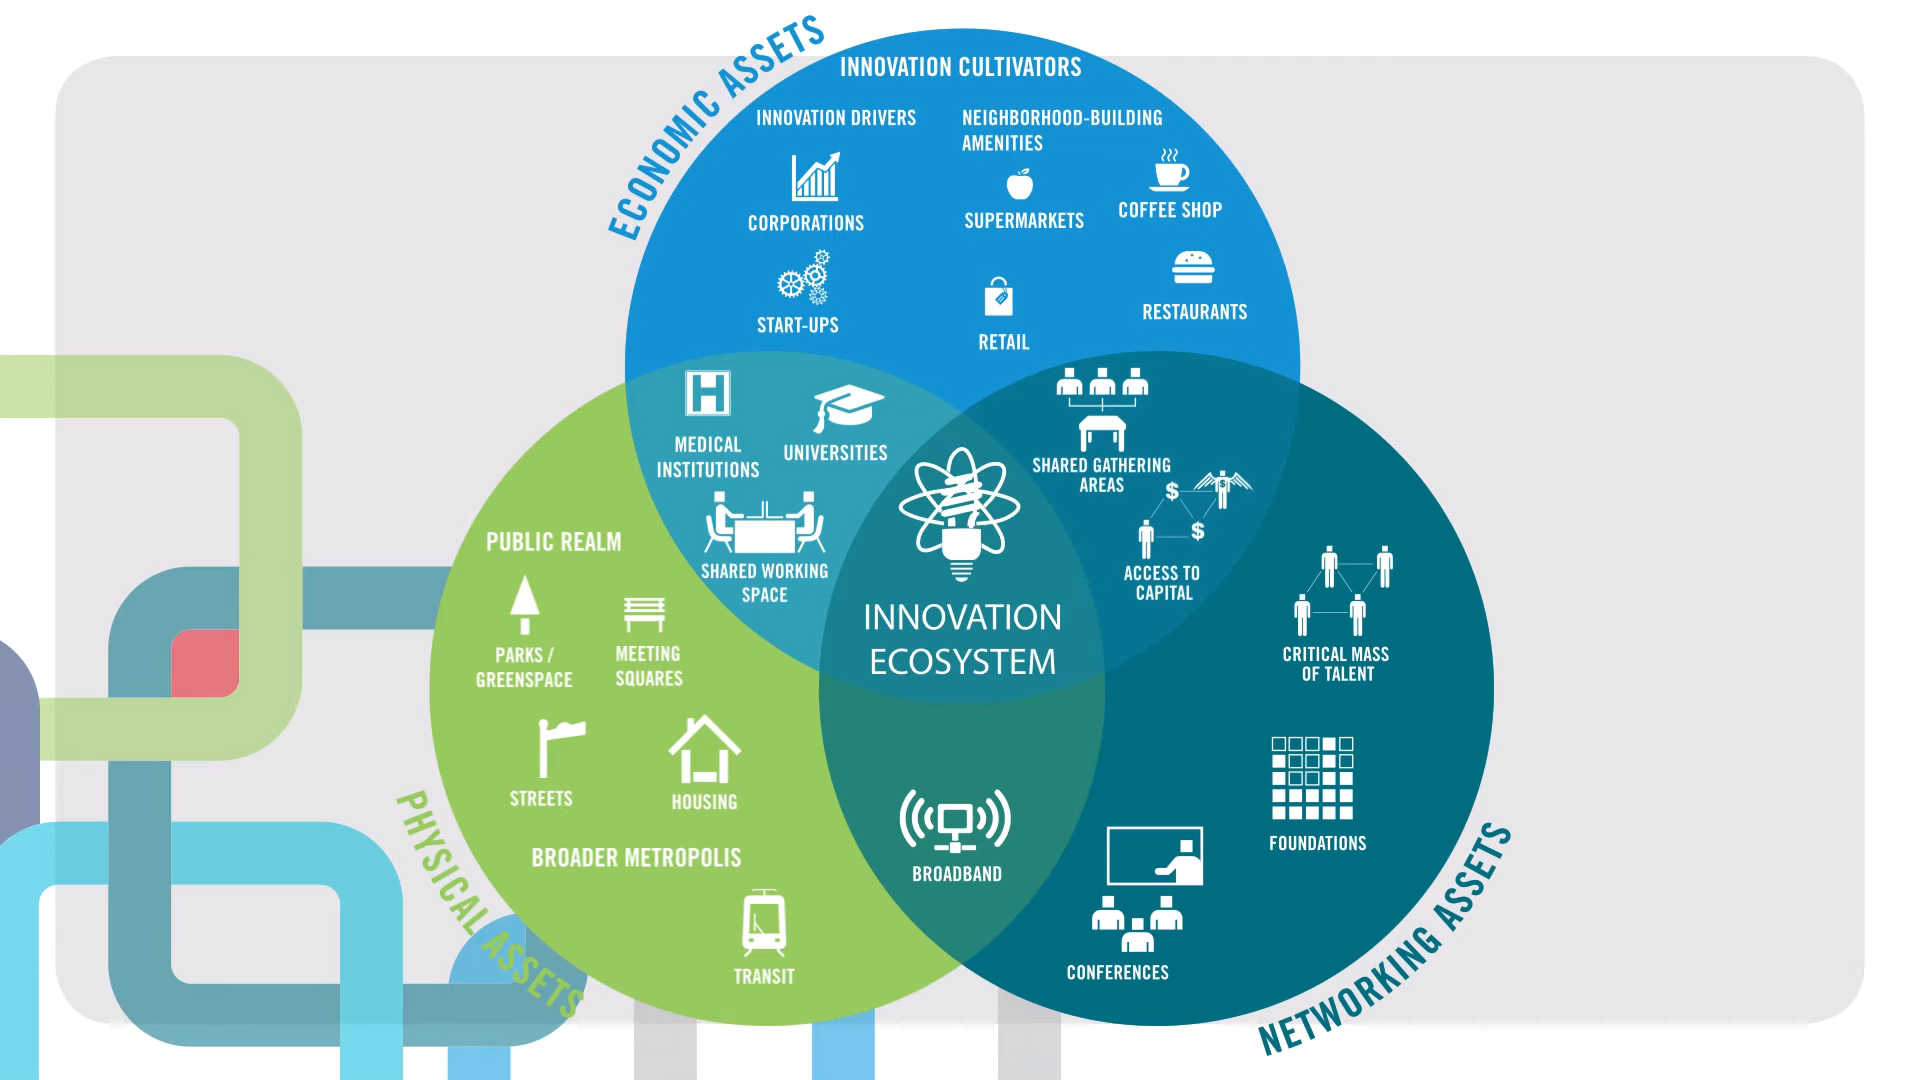 ECONOMIC ASSETS
INNOVATION CULTIVATORS
INNOVATION DRIVERS
NEIGHBORHOOD-BUILDING
AMENITIES
CORPORATIONS
SUPERMARKETS
COFFEE SHOP
START-UPS
RETAIL
RESTAURANTS
MEDICAL
INSTITUTIONS
UNIVERSITIES
SHARED WORKING
SPACE
SHARED GATHERING
AREAS
$
$
$
ACCESS TO
CAPITAL
INNOVATION
ECOSYSTEM
PUBLIC REALM
PARKS /
GREENSPACE
MEETING
SQUARES
STREETS
HOUSING
BROADER METROPOLIS
TRANSIT
PHYSICAL ASSETS
BROADBAND
CRITICAL MASS
OF TALENT
FOUNDATIONS
CONFERENCES
NETWORKING ASSETS
H